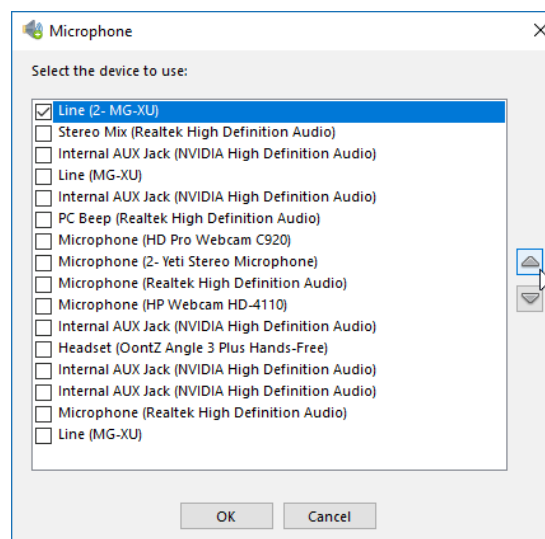 Microphone
Select the device to use:
Line (2- MG-XU)
Stereo Mix (Realtek High Definition Audio)
Internal AUX Jack (NVIDIA High Definition Audio)
Line (MG-XU)
Internal AUX Jack (NVIDIA High Definition Audio)
PC Beep (Realtek High Definition Audio)
Microphone (HD Pro Webcam C920)
Microphone (2- Yeti Stereo Microphone)
Microphone (Realtek High Definition Audio)
Microphone (HP Webcam HD-4110)
Internal AUX Jack (NVIDIA High Definition Audio)
Headset (OontZ Angle 3 Plus Hands-Free)
Internal AUX Jack (NVIDIA High Definition Audio)
Internal AUX Jack (NVIDIA High Definition Audio)
Microphone (Realtek High Definition Audio)
Line (MG-XU)
OK Cancel